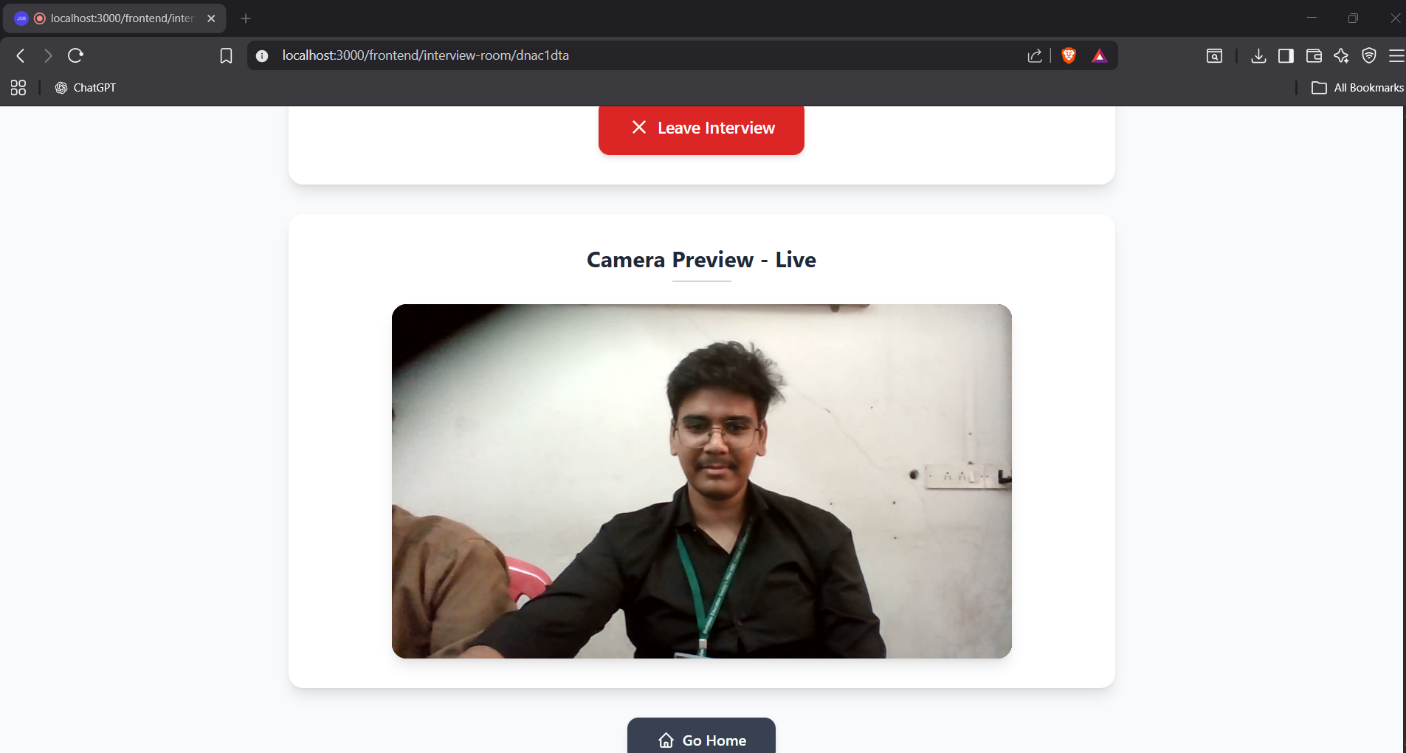 localhost:3000/frontend/inter
localhost:3000/frontend/interview-room/dnac1dta
ChatGPT
All Bookmarks
Leave Interview
Camera Preview - Live
Go Home